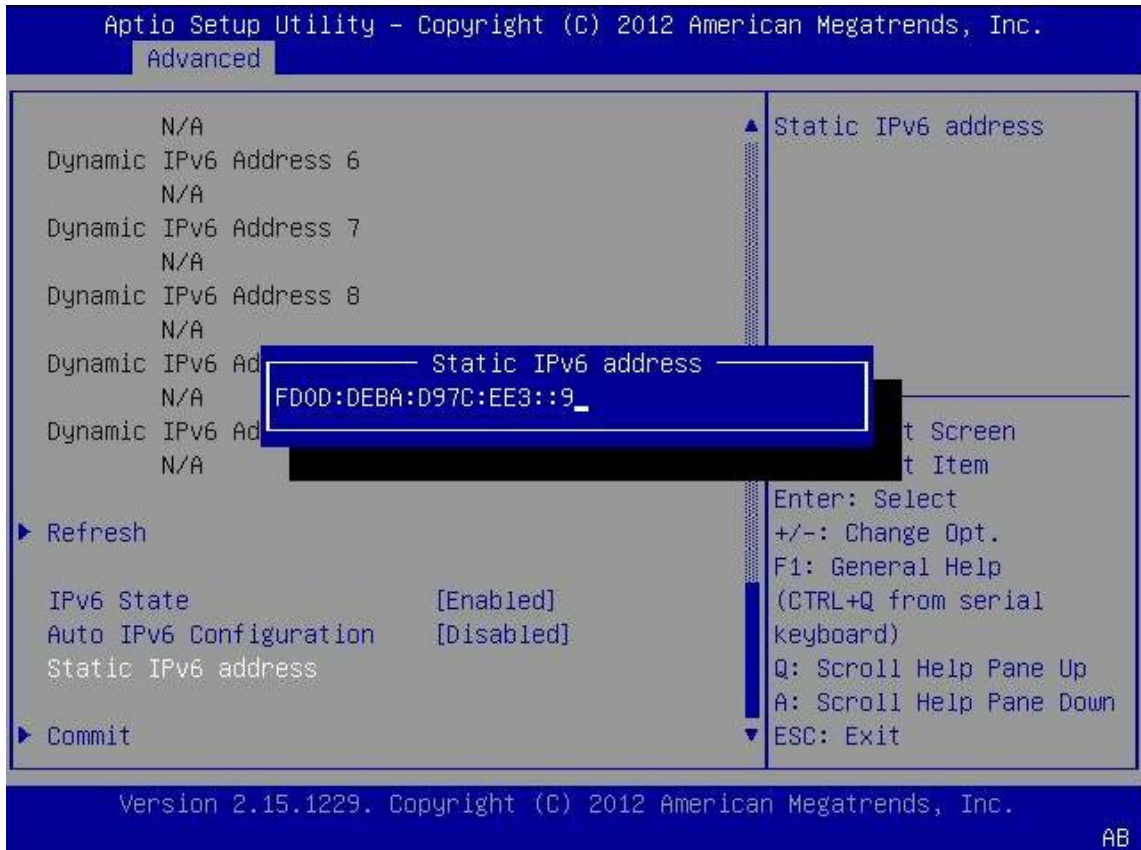 Aptio Setup Utility – Copyright (C) 2012 American Megatrends, Inc.
Advanced
N/A
Dynamic IPv6 Address 6
N/A
Dynamic IPv6 Address 7
N/A
Dynamic IPv6 Address 8
N/A
Dynamic IPv6 Ad
N/A
Dynamic IPv6 Ad
N/A
Static IPv6 address
FD0D:DEBA:D97C:EE3::9_
▶ Refresh
IPv6 State [Enabled]
Auto IPv6 Configuration [Disabled]
Static IPv6 address
▶ Commit
Static IPv6 address
t Screen
t Item
Enter: Select
+/-: Change Opt.
F1: General Help
(CTRL+Q from serial
keyboard)
Q: Scroll Help Pane Up
A: Scroll Help Pane Down
ESC: Exit
Version 2.15.1229. Copyright (C) 2012 American Megatrends, Inc.
AB